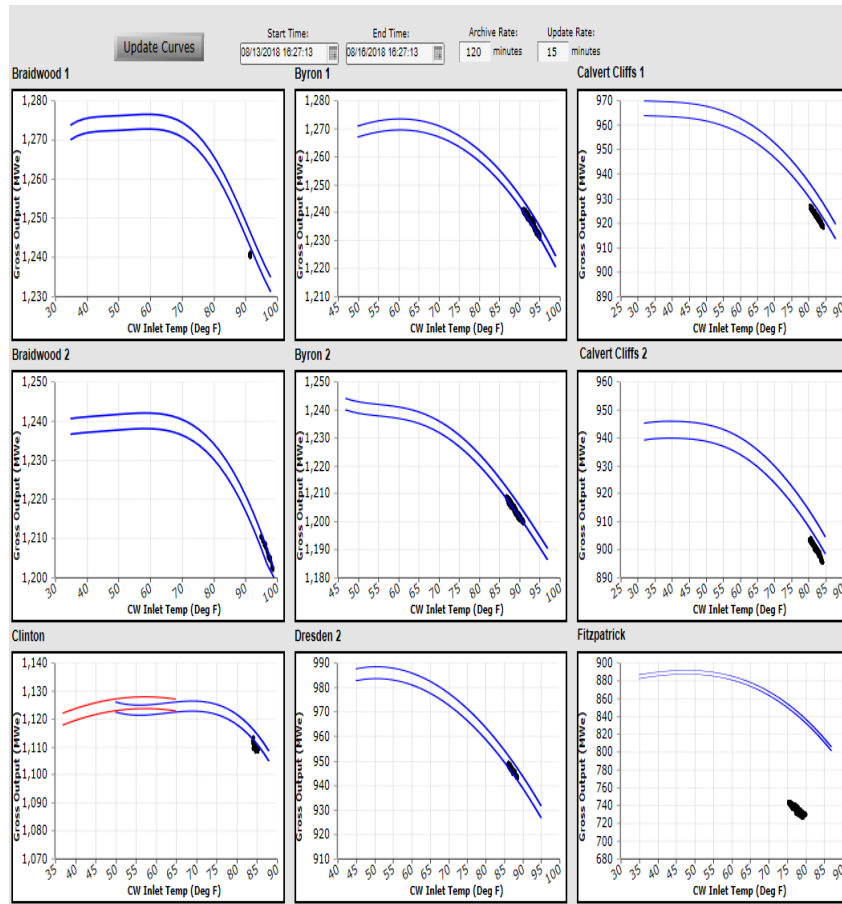 Start Time:
End Time:
Archive Rate:
Update Rate:
Update Curves
08/13/2018 16:27:13
08/16/2018 16:27:13
120 minutes
15 minutes
Braidwood 1
Byron 1
Calvert Cliffs 1
Gross Output (MWe)
1,280
1,270
1,260
1,250
1,240
1,230
30 40 50 60 70 80 90 100
CW Inlet Temp (Deg F)
Gross Output (MWe)
1,280
1,270
1,260
1,250
1,240
1,230
1,220
1,210
45 50 55 60 65 70 75 80 85 90 95 100
CW Inlet Temp (Deg F)
Gross Output (MWe)
970
960
950
940
930
920
910
900
890
25 30 35 40 45 50 55 60 65 70 75 80 85 90
CW Inlet Temp (Deg F)
Braidwood 2
Byron 2
Calvert Cliffs 2
Gross Output (MWe)
1,250
1,240
1,230
1,220
1,210
1,200
30 40 50 60 70 80 90 100
CW Inlet Temp (Deg F)
Gross Output (MWe)
1,250
1,240
1,230
1,220
1,210
1,200
1,190
1,180
45 50 55 60 65 70 75 80 85 90 95 100
CW Inlet Temp (Deg F)
Gross Output (MWe)
960
950
940
930
920
910
900
890
25 30 35 40 45 50 55 60 65 70 75 80 85 90
CW Inlet Temp (Deg F)
Clinton
Dresden 2
Fitzpatrick
Gross Output (MWe)
1,140
1,130
1,120
1,110
1,100
1,090
1,080
1,070
35 40 45 50 55 60 65 70 75 80 85 90
CW Inlet Temp (Deg F)
Gross Output (MWe)
990
980
970
960
950
940
930
920
910
40 45 50 55 60 65 70 75 80 85 90 95 100
CW Inlet Temp (Deg F)
Gross Output (MWe)
900
880
860
840
820
800
780
760
740
720
700
680
30 35 40 45 50 55 60 65 70 75 80 85 90
CW Inlet Temp (Deg F)